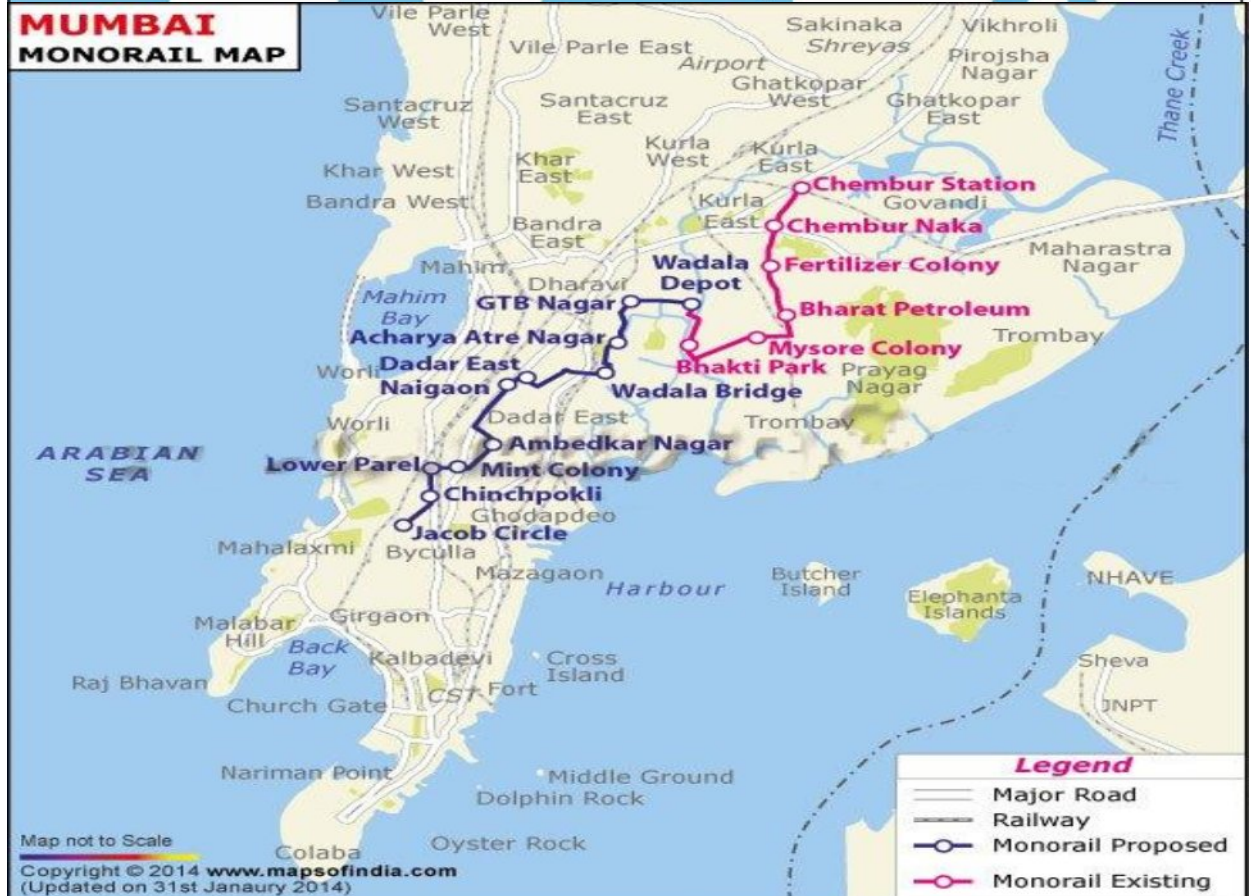 MUMBAI
MONORAIL MAP
Vile Parle
West
Vile Parle East
Sakinaka
Shreyas
Airport
Vikhroli
Pirojsha
Nagar
Ghatkopar
West
Ghatkopar
East
Thane Creek
Santacruz
West
Santacruz
East
Kurla
West
Kurla
East
Khar West
Khar
East
Bandra West
Bandra
East
Kurla
East
Chembur Station
Govandi
Chembur Naka
Maharastra
Nagar
Mahim
Dharavi
Wadala
Depot
Fertilizer Colony
Mahim
Bay
GTB Nagar
Bharat Petroleum
Trombay
Acharya Atre Nagar
Mysore Colony
Worli
Dadar East
Naigaon
Bhakti Park
Prayag
Nagar
Wadala Bridge
Worli
Dadar East
Trombay
ARABIAN
SEA
Ambedkar Nagar
Lower Parel
Mint Colony
Chinchpokli
Ghodapdeo
Jacob Circle
Mahalaxmi
Byculla
Mazagaon
Harbour
Butcher
Island
Elephanta
Islands
NHAVE
Malabar
Hill
Girgaon
Back
Bay
Kalbadevi
Cross
Island
Sheva
Raj Bhavan
Church Gate
CST
Fort
JNPT
Nariman Point
Middle Ground
Dolphin Rock
Oyster Rock
Colaba
Legend
Major Road
Railway
Monorail Proposed
Monorail Existing
Map not to Scale
Copyright © 2014 www.mapsofindia.com
(Updated on 31st Janaury 2014)